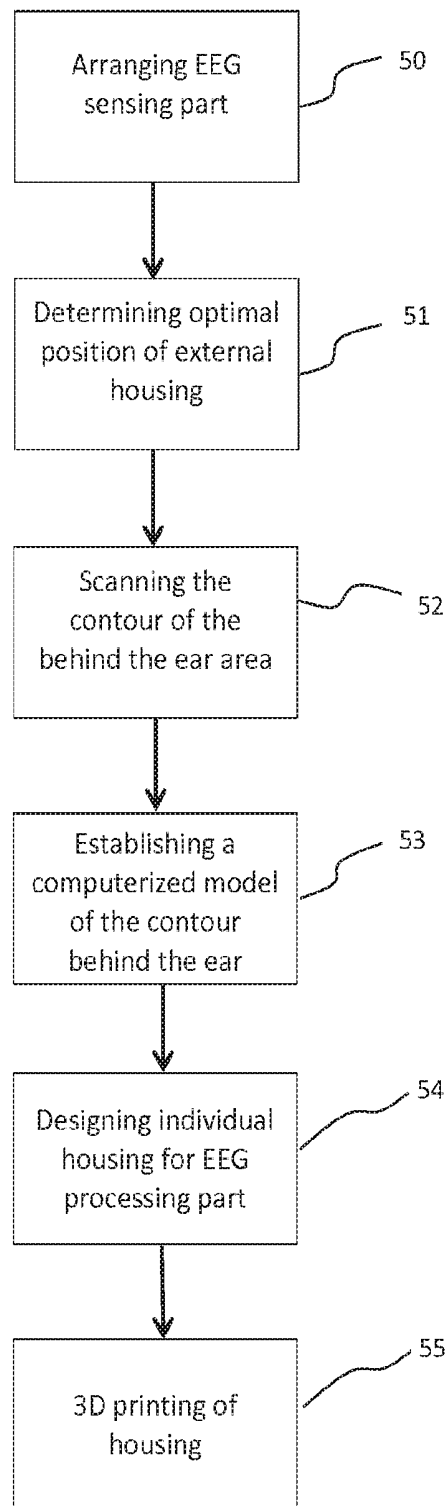 Arranging EEG
sensing part
50
Determining optimal
position of external
housing
51
Scanning the
contour of the
behind the ear area
52
Establishing a
computerized model
of the contour
behind the ear
53
Designing individual
housing for EEG
processing part
54
3D printing of
housing
55